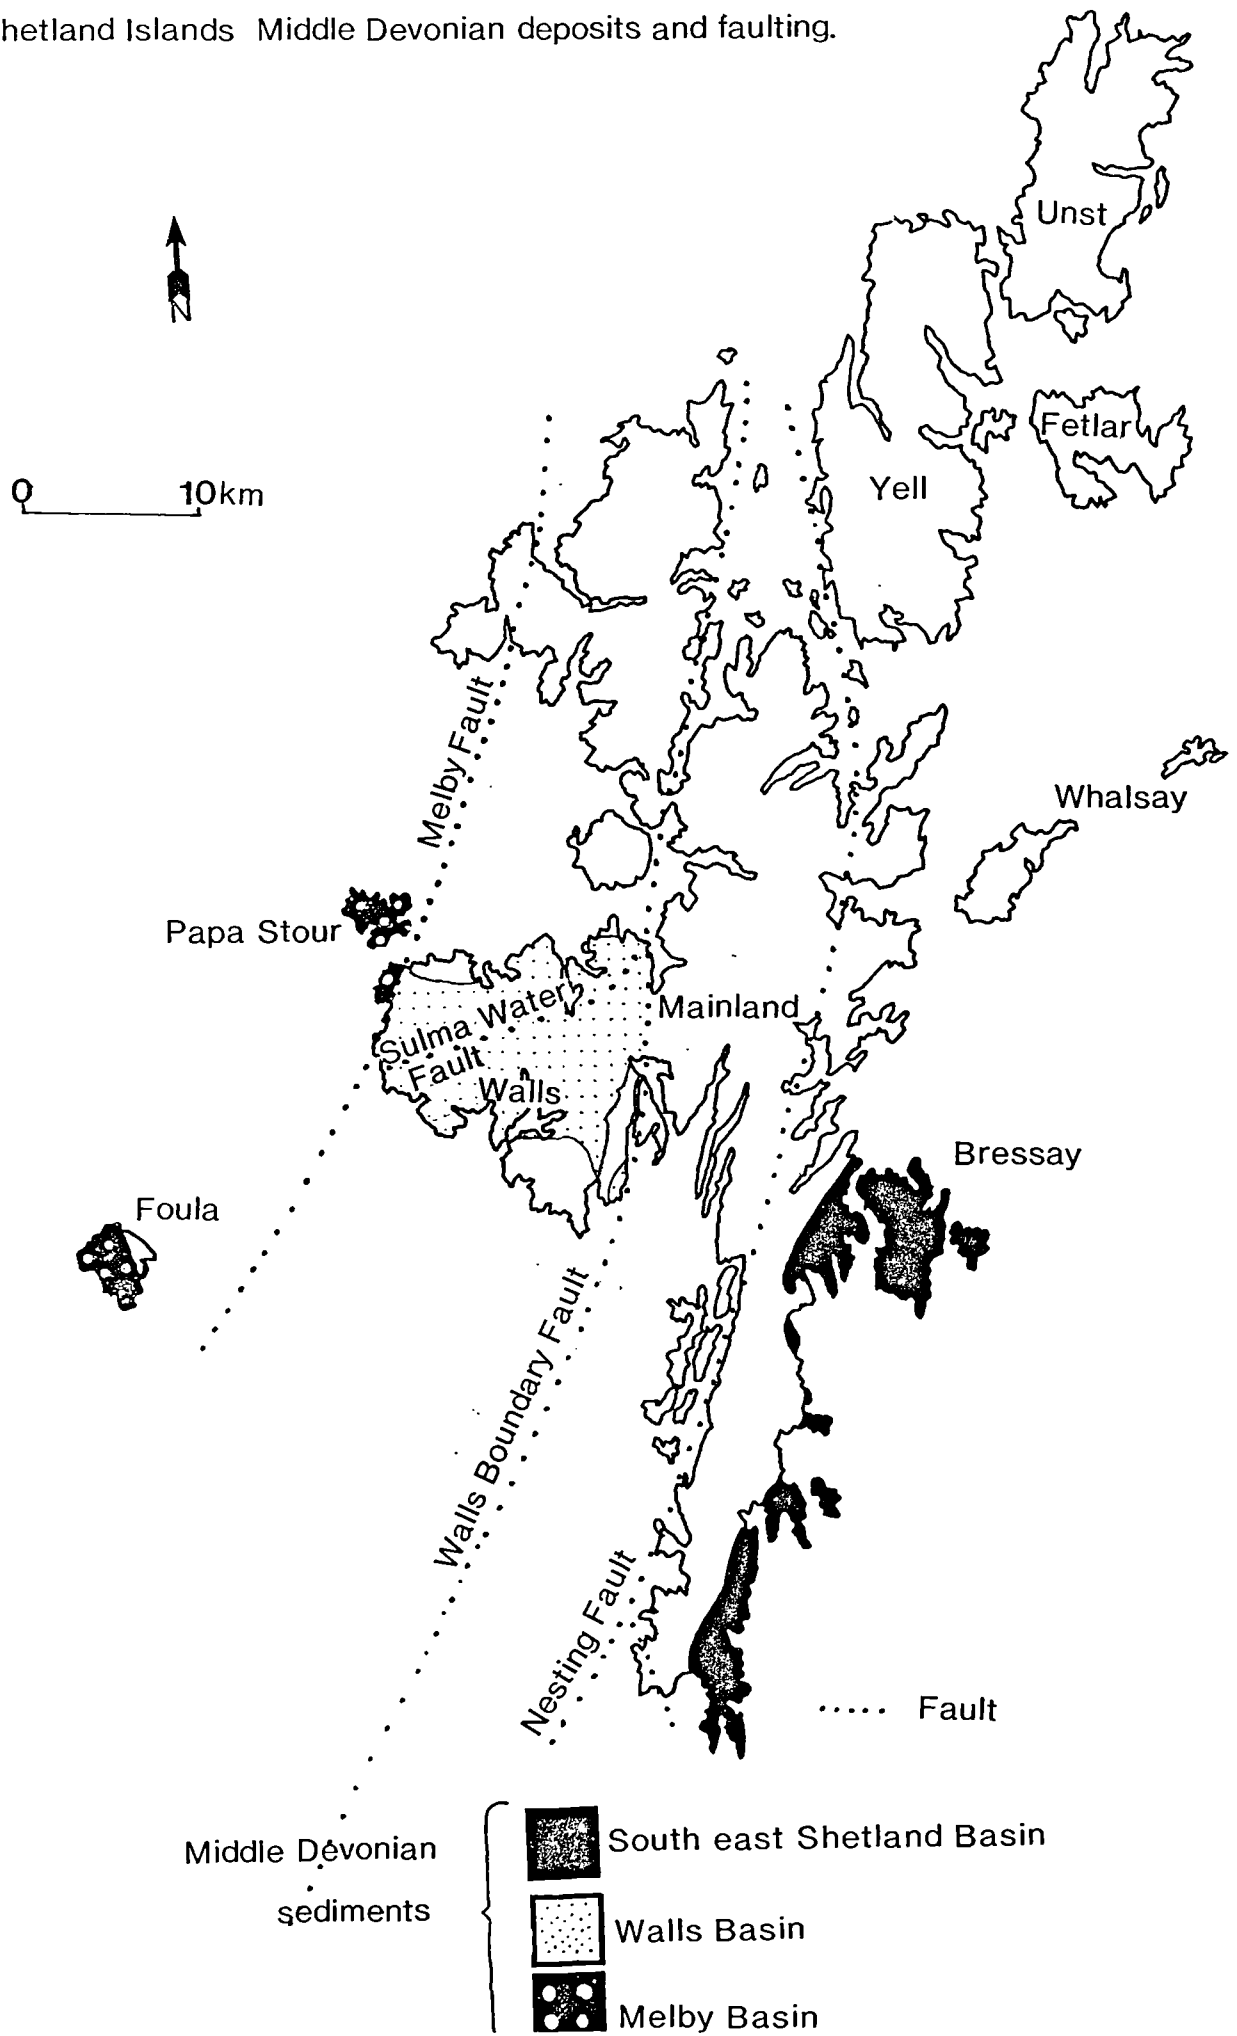 hetland Islands Middle Devonian deposits and faulting.
Unst
N
Fetlar
Yell
0 10km
Melby Fault
Whalsay
Papa Stour
Mainland
Sulma Water
Fault
Walls
Bressay
Foula
Walls Boundary Fault
Nesting Fault
Fault
Middle Devonian
sediments
South east Shetland Basin
Walls Basin
Melby Basin